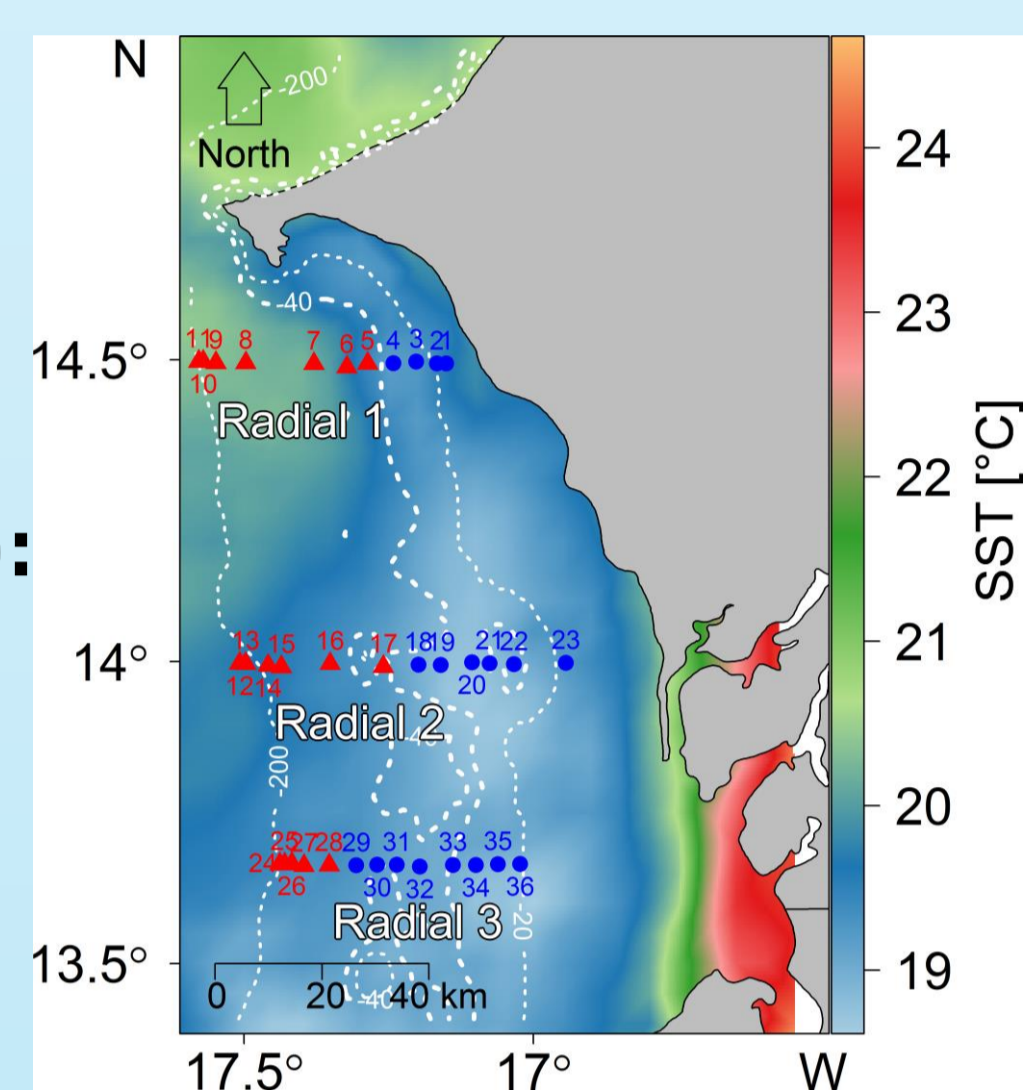 N
-200
North
24
23
-40
14.5°
11 9 8 7 6 5 4 3 2 1
10
Radial 1
22
SST [°C]
:
21
14°
13 15 16 17 18 19 21 22 23
12 14 20
Radial 2
-40
-200
20
25 27 28 29 31 33 35
24
26 30 32 34 36
Radial 3
-20
13.5°
19
0 20 40 km
-40
17.5° 17° W